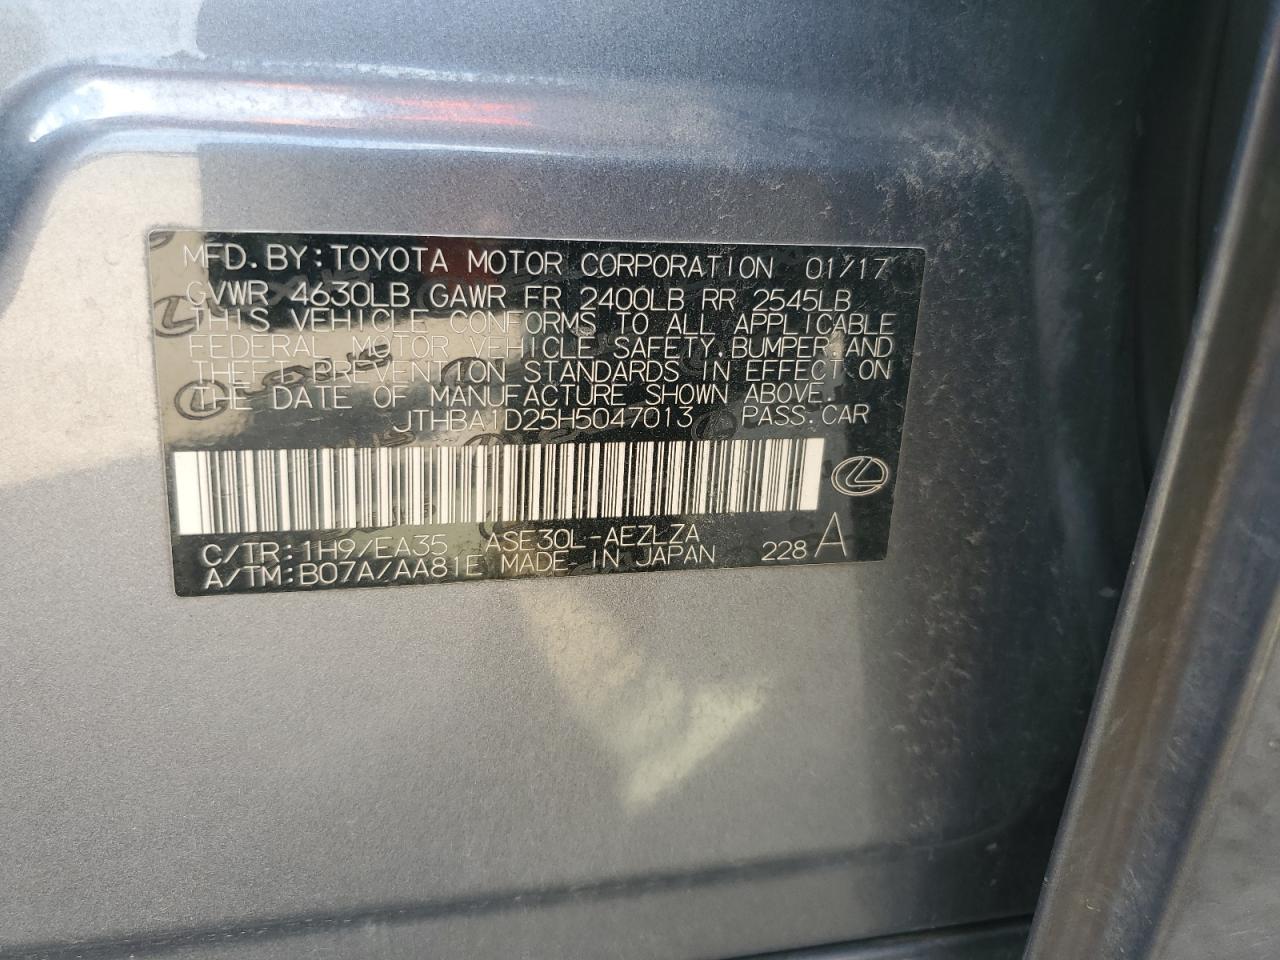 MFD. BY: TOYOTA MOTOR CORPORATION 01/17
GVWR 4630LB GAWR FR 2400LB RR 2545LB
THIS VEHICLE CONFORMS TO ALL APPLICABLE
FEDERAL MOTOR VEHICLE SAFETY, BUMPER, AND
THEFT PREVENTION STANDARDS IN EFFECT ON
THE DATE OF MANUFACTURE SHOWN ABOVE.
JTHBA1D25H5047013 PASS. CAR
C/TR: 1H9/EA35 ASE30L-AEZLZA
A/TM: B07A/AA81E MADE IN JAPAN 228 A